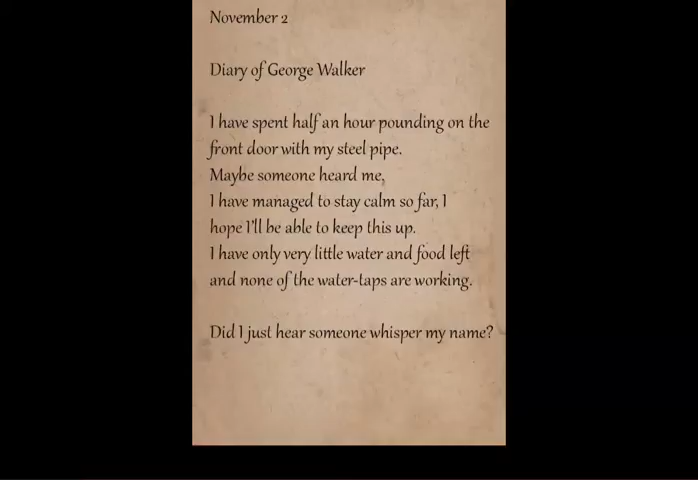 November 2
Diary of George Walker
I have spent half an hour pounding on the
front door with my steel pipe.
Maybe someone heard me,
I have managed to stay calm so far, I
hope I'll be able to keep this up.
I have only very little water and food left
and none of the water-taps are working.
Did I just hear someone whisper my name?